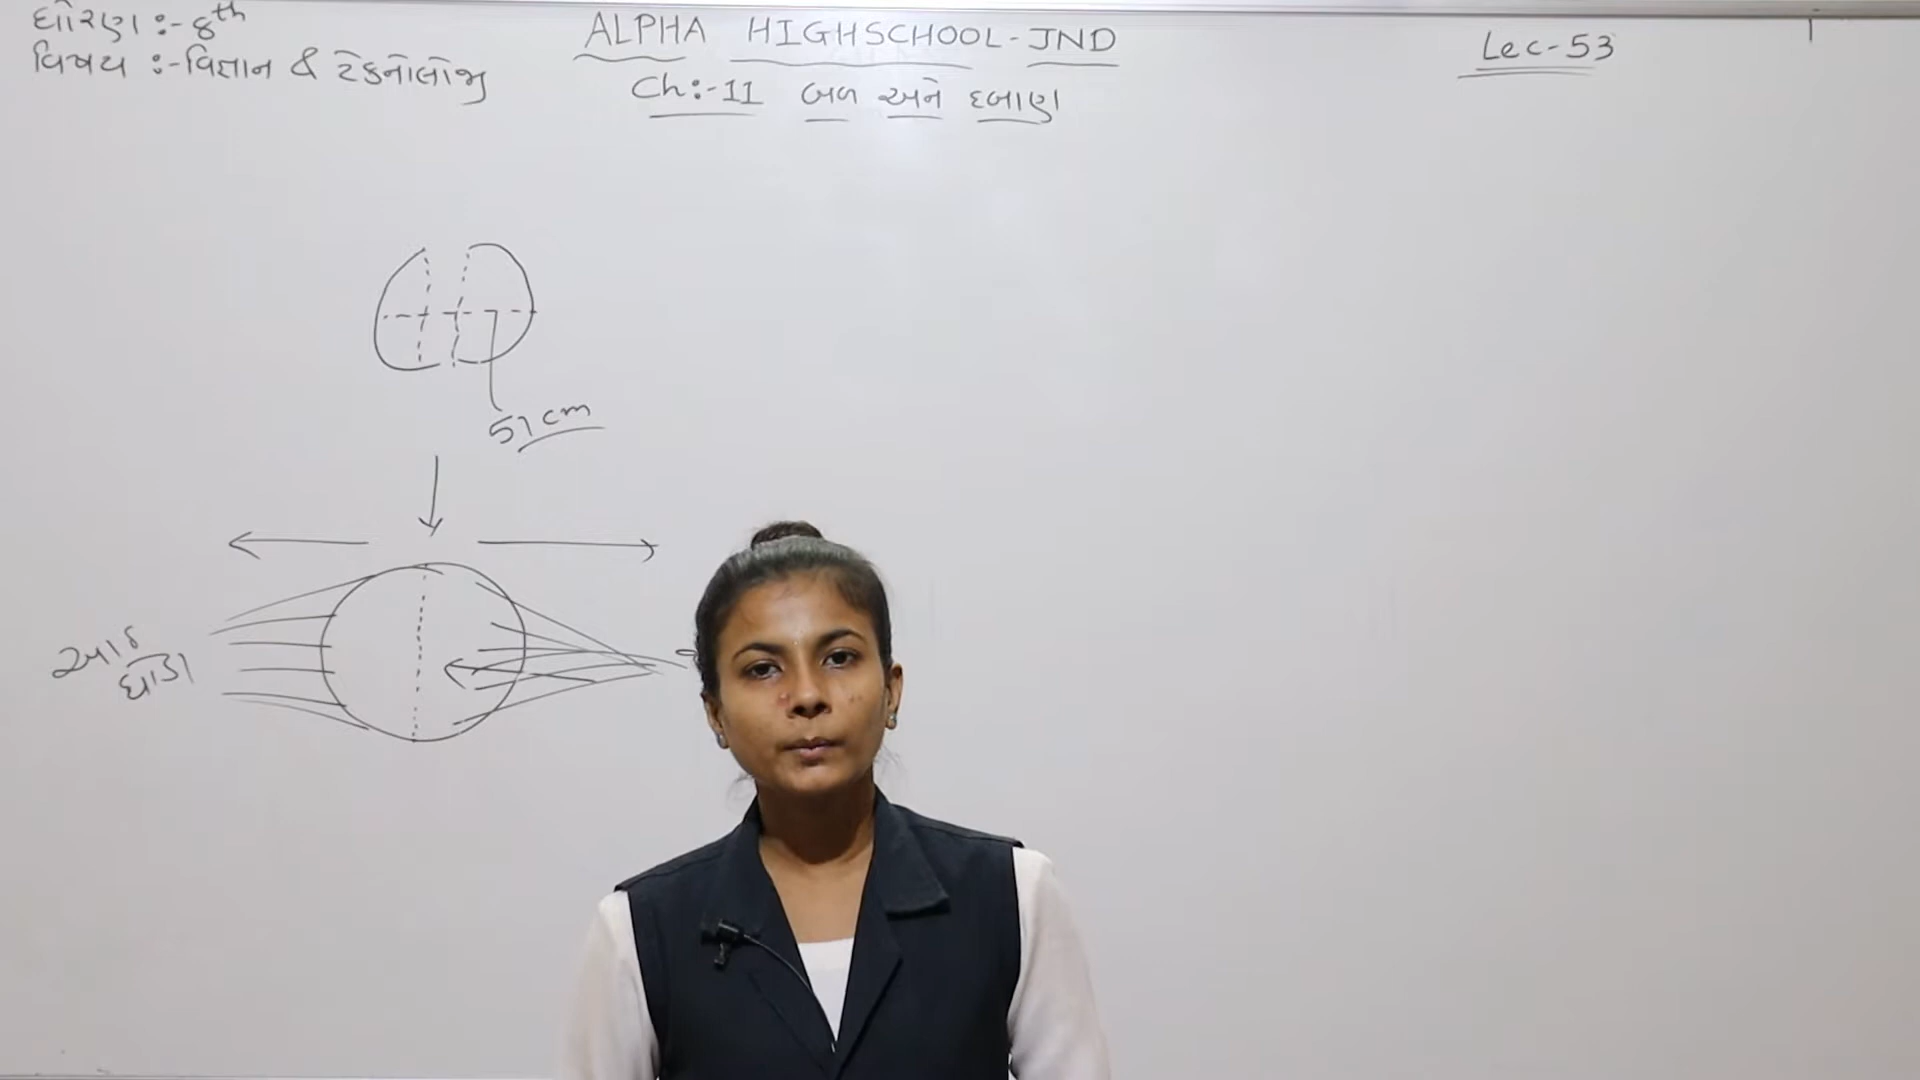 ધોરણ :- 8th
વિષય :- વિજ્ઞાન & ટેકનોલોજી
ALPHA HIGHSCHOOL-JND
Ch:-11 બળ અને દબાણ
Lec-53
51 cm
આઠ
ઘોડા